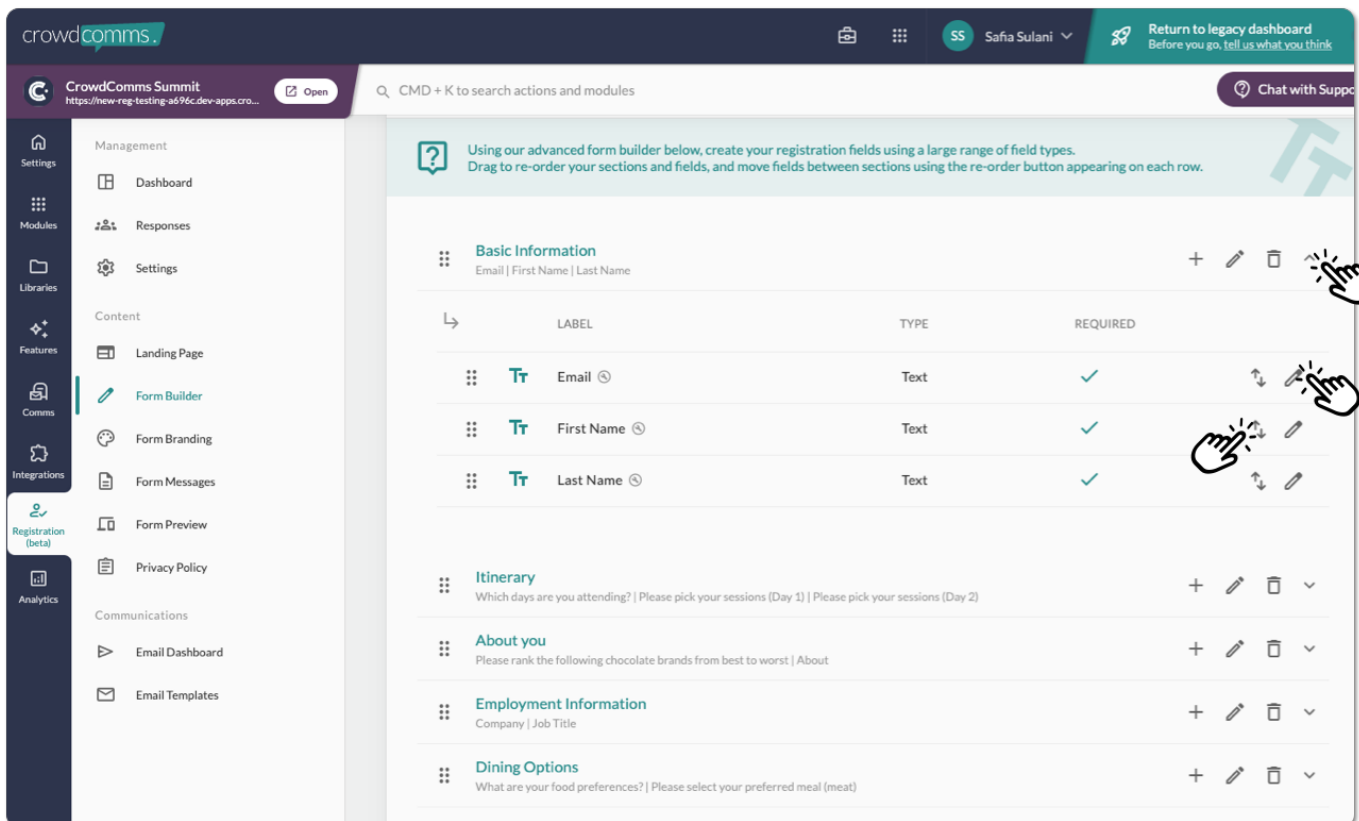 crowdcomms.
SS
Safia Sulani
Return to legacy dashboard
Before you go, tell us what you think
CrowdComms Summit
https://new-reg-testing-a696c.dev-apps.cro...
Open
CMD + K to search actions and modules
Chat with Suppo
Settings
Modules
Libraries
Features
Comms
Integrations
Registration
(beta)
Analytics
Management
Dashboard
Responses
Settings
Content
Landing Page
Form Builder
Form Branding
Form Messages
Form Preview
Privacy Policy
Communications
Email Dashboard
Email Templates
Using our advanced form builder below, create your registration fields using a large range of field types.
Drag to re-order your sections and fields, and move fields between sections using the re-order button appearing on each row.
Basic Information
Email | First Name | Last Name
LABEL TYPE REQUIRED
Email Text
First Name Text
Last Name Text
Itinerary
Which days are you attending? | Please pick your sessions (Day 1) | Please pick your sessions (Day 2)
About you
Please rank the following chocolate brands from best to worst | About
Employment Information
Company | Job Title
Dining Options
What are your food preferences? | Please select your preferred meal (meat)